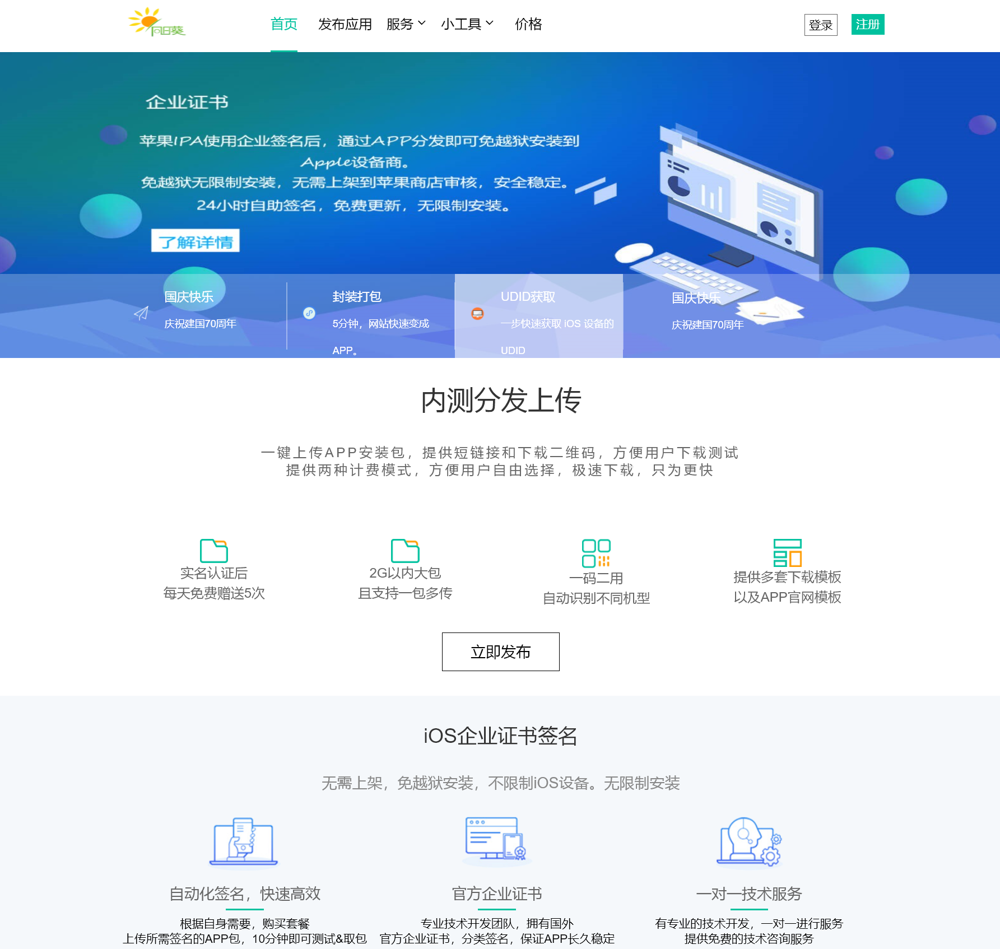 向日葵
首页 发布应用 服务 小工具 价格 登录 注册
企业证书
苹果IPA使用企业签名后，通过APP分发即可免越狱安装到
Apple设备商。
免越狱无限制安装，无需上架到苹果商店审核，安全稳定。
24小时自助签名，免费更新，无限制安装。
了解详情
国庆快乐
庆祝建国70周年
封装打包
5分钟，网站快速变成
APP。
UDID获取
一步快速获取 iOS 设备的
UDID
国庆快乐
庆祝建国70周年
内测分发上传
一键上传APP安装包，提供短链接和下载二维码，方便用户下载测试
提供两种计费模式，方便用户自由选择，极速下载，只为更快
实名认证后
每天免费赠送5次
2G以内大包
且支持一包多传
一码二用
自动识别不同机型
提供多套下载模板
以及APP官网模板
立即发布
iOS企业证书签名
无需上架，免越狱安装，不限制iOS设备。无限制安装
自动化签名，快速高效
根据自身需要，购买套餐
上传所需签名的APP包，10分钟即可测试&取包
官方企业证书
专业技术开发团队，拥有国外
官方企业证书，分类签名，保证APP长久稳定
一对一技术服务
有专业的技术开发，一对一进行服务
提供免费的技术咨询服务